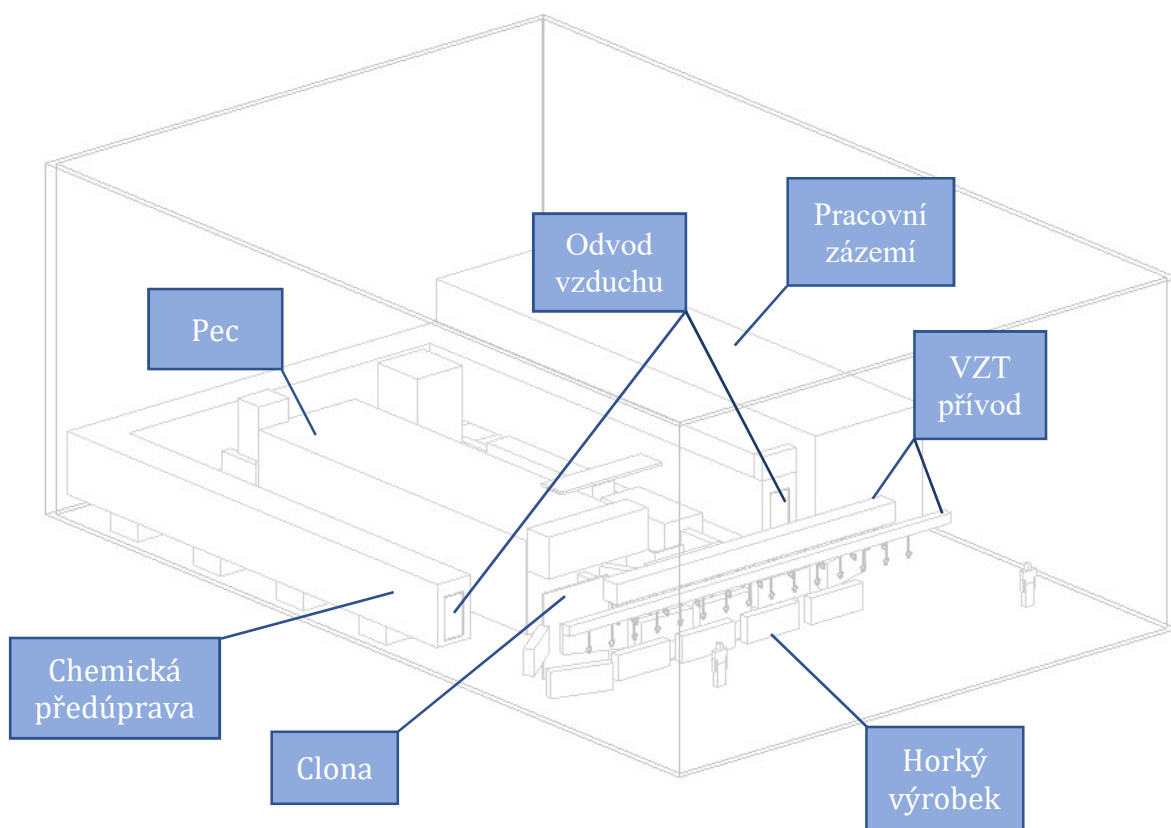 Pracovní
zázemí
Odvod
vzduchu
Pec
VZT
přívod
Chemická
předúprava
Clona
Horký
výrobek